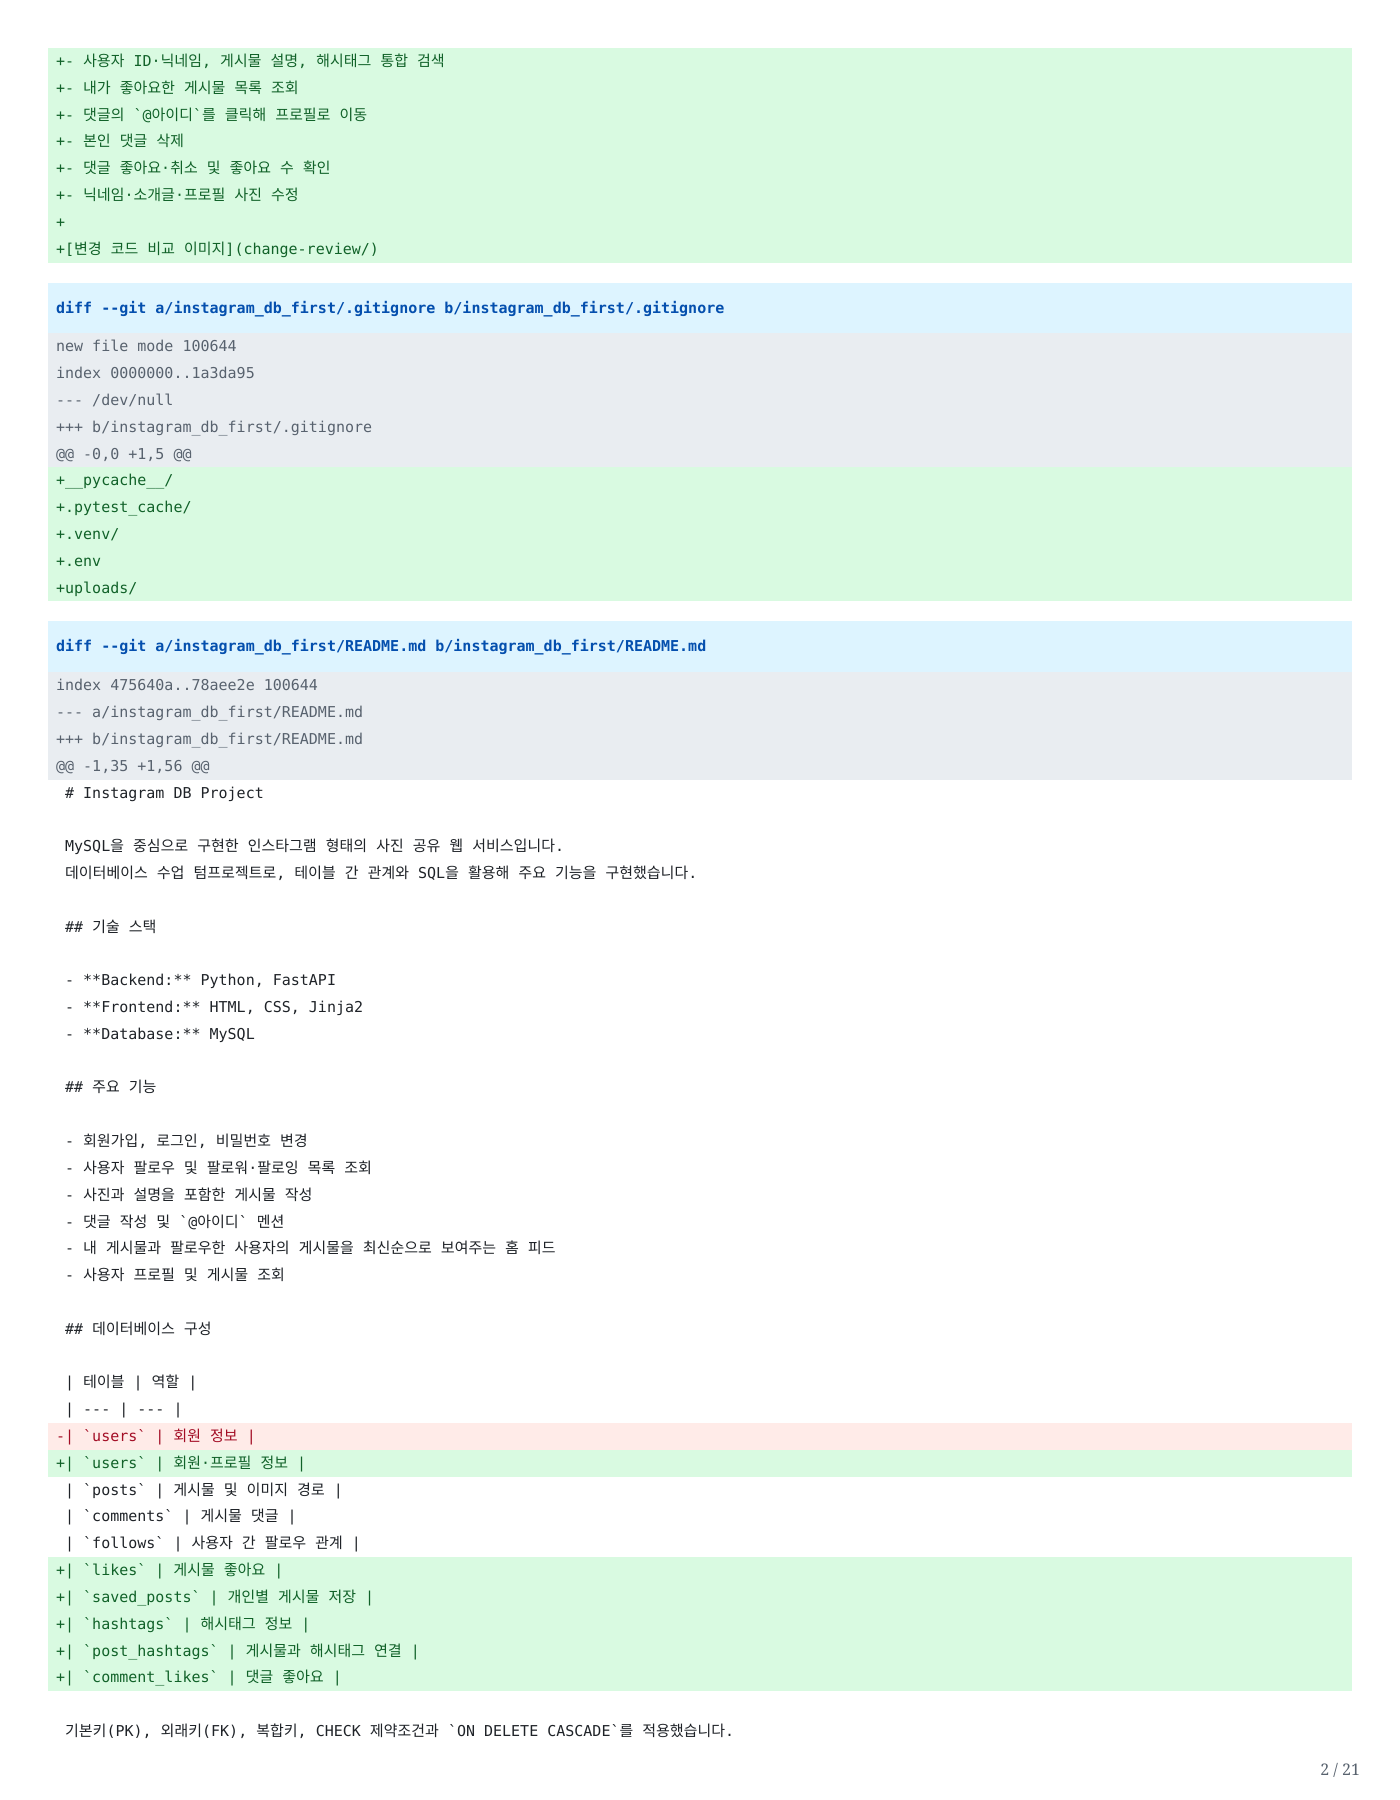 +- 사용자 ID·닉네임, 게시물 설명, 해시태그 통합 검색
+- 내가 좋아요한 게시물 목록 조회
+- 댓글의 `@아이디`를 클릭해 프로필로 이동
+- 본인 댓글 삭제
+- 댓글 좋아요·취소 및 좋아요 수 확인
+- 닉네임·소개글·프로필 사진 수정
+
+[변경 코드 비교 이미지](change-review/)
diff --git a/instagram_db_first/.gitignore b/instagram_db_first/.gitignore
new file mode 100644
index 0000000..1a3da95
--- /dev/null
+++ b/instagram_db_first/.gitignore
@@ -0,0 +1,5 @@
+__pycache__/
+.pytest_cache/
+.venv/
+.env
+uploads/
diff --git a/instagram_db_first/README.md b/instagram_db_first/README.md
index 475640a..78aee2e 100644
--- a/instagram_db_first/README.md
+++ b/instagram_db_first/README.md
@@ -1,35 +1,56 @@
# Instagram DB Project
MySQL을 중심으로 구현한 인스타그램 형태의 사진 공유 웹 서비스입니다.
데이터베이스 수업 텀프로젝트로, 테이블 간 관계와 SQL을 활용해 주요 기능을 구현했습니다.
## 기술 스택
- **Backend:** Python, FastAPI
- **Frontend:** HTML, CSS, Jinja2
- **Database:** MySQL
## 주요 기능
- 회원가입, 로그인, 비밀번호 변경
- 사용자 팔로우 및 팔로워·팔로잉 목록 조회
- 사진과 설명을 포함한 게시물 작성
- 댓글 작성 및 `@아이디` 멘션
- 내 게시물과 팔로우한 사용자의 게시물을 최신순으로 보여주는 홈 피드
- 사용자 프로필 및 게시물 조회
## 데이터베이스 구성
| 테이블 | 역할 |
| --- | --- |
-| `users` | 회원 정보 |
+| `users` | 회원·프로필 정보 |
| `posts` | 게시물 및 이미지 경로 |
| `comments` | 게시물 댓글 |
| `follows` | 사용자 간 팔로우 관계 |
+| `likes` | 게시물 좋아요 |
+| `saved_posts` | 개인별 게시물 저장 |
+| `hashtags` | 해시태그 정보 |
+| `post_hashtags` | 게시물과 해시태그 연결 |
+| `comment_likes` | 댓글 좋아요 |
기본키(PK), 외래키(FK), 복합키, CHECK 제약조건과 `ON DELETE CASCADE`를 적용했습니다.
2 / 21